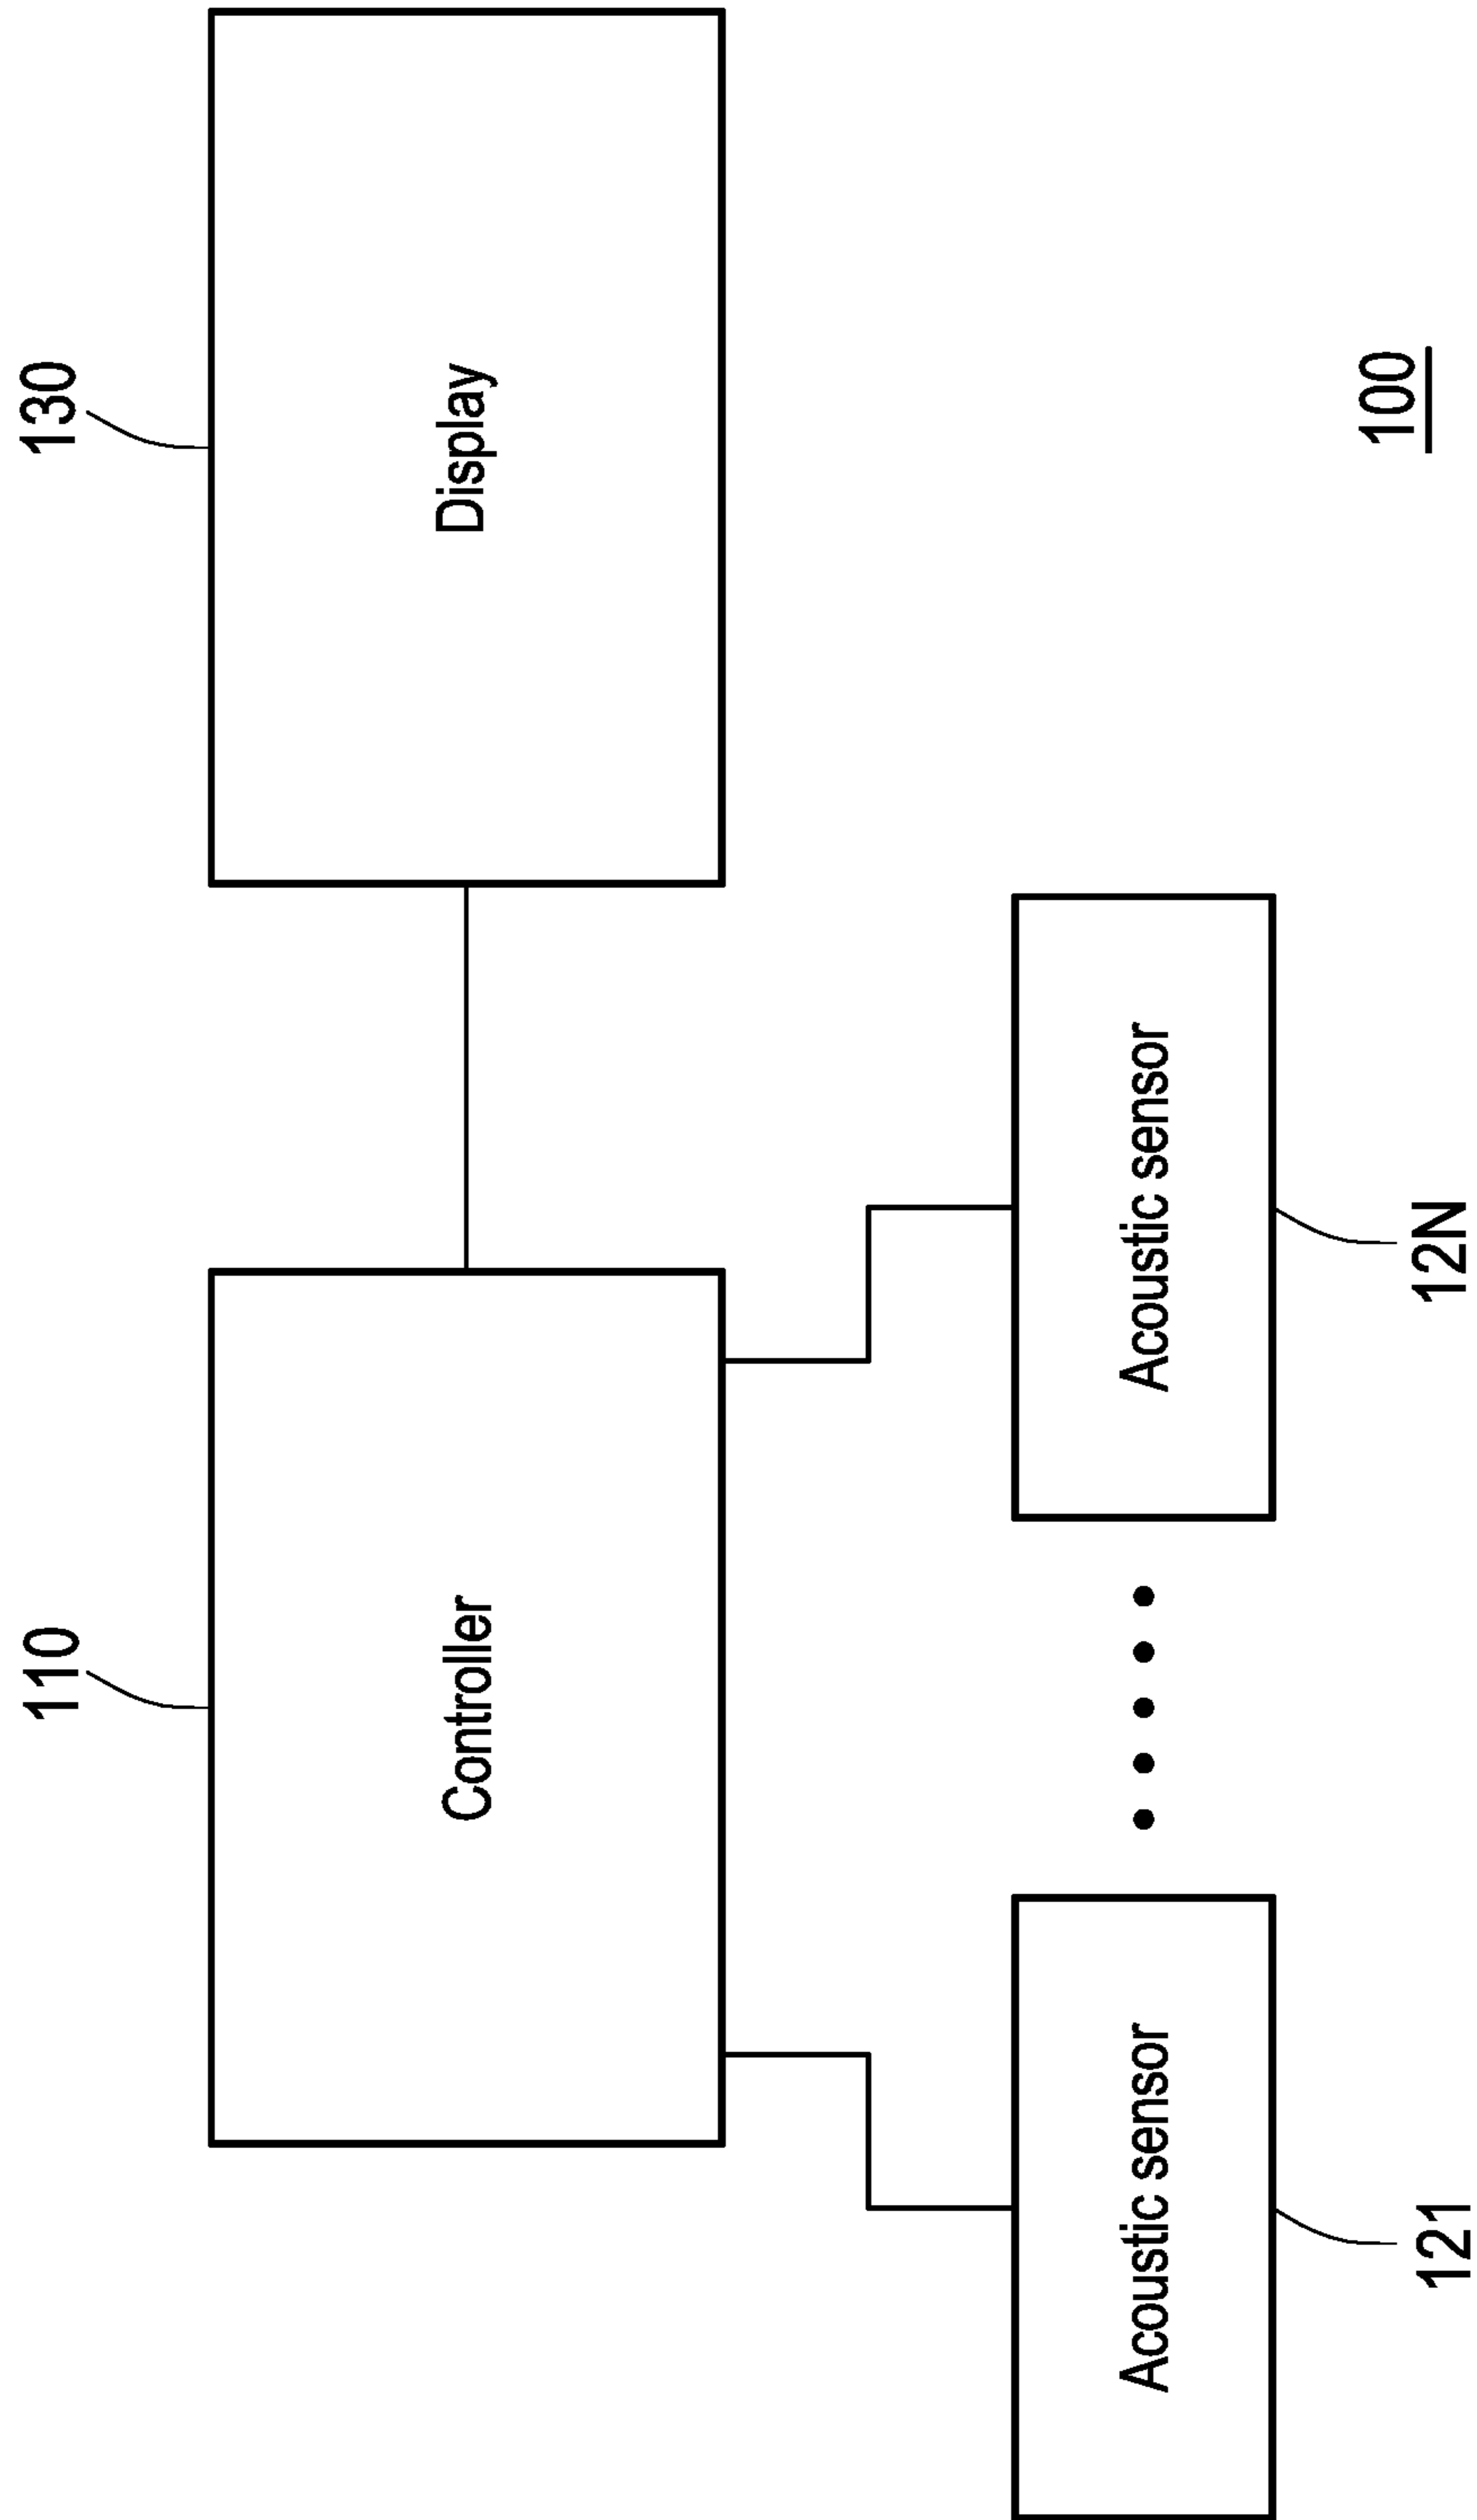 110
130
Controller
Display
Acoustic sensor
Acoustic sensor
121
12N
100